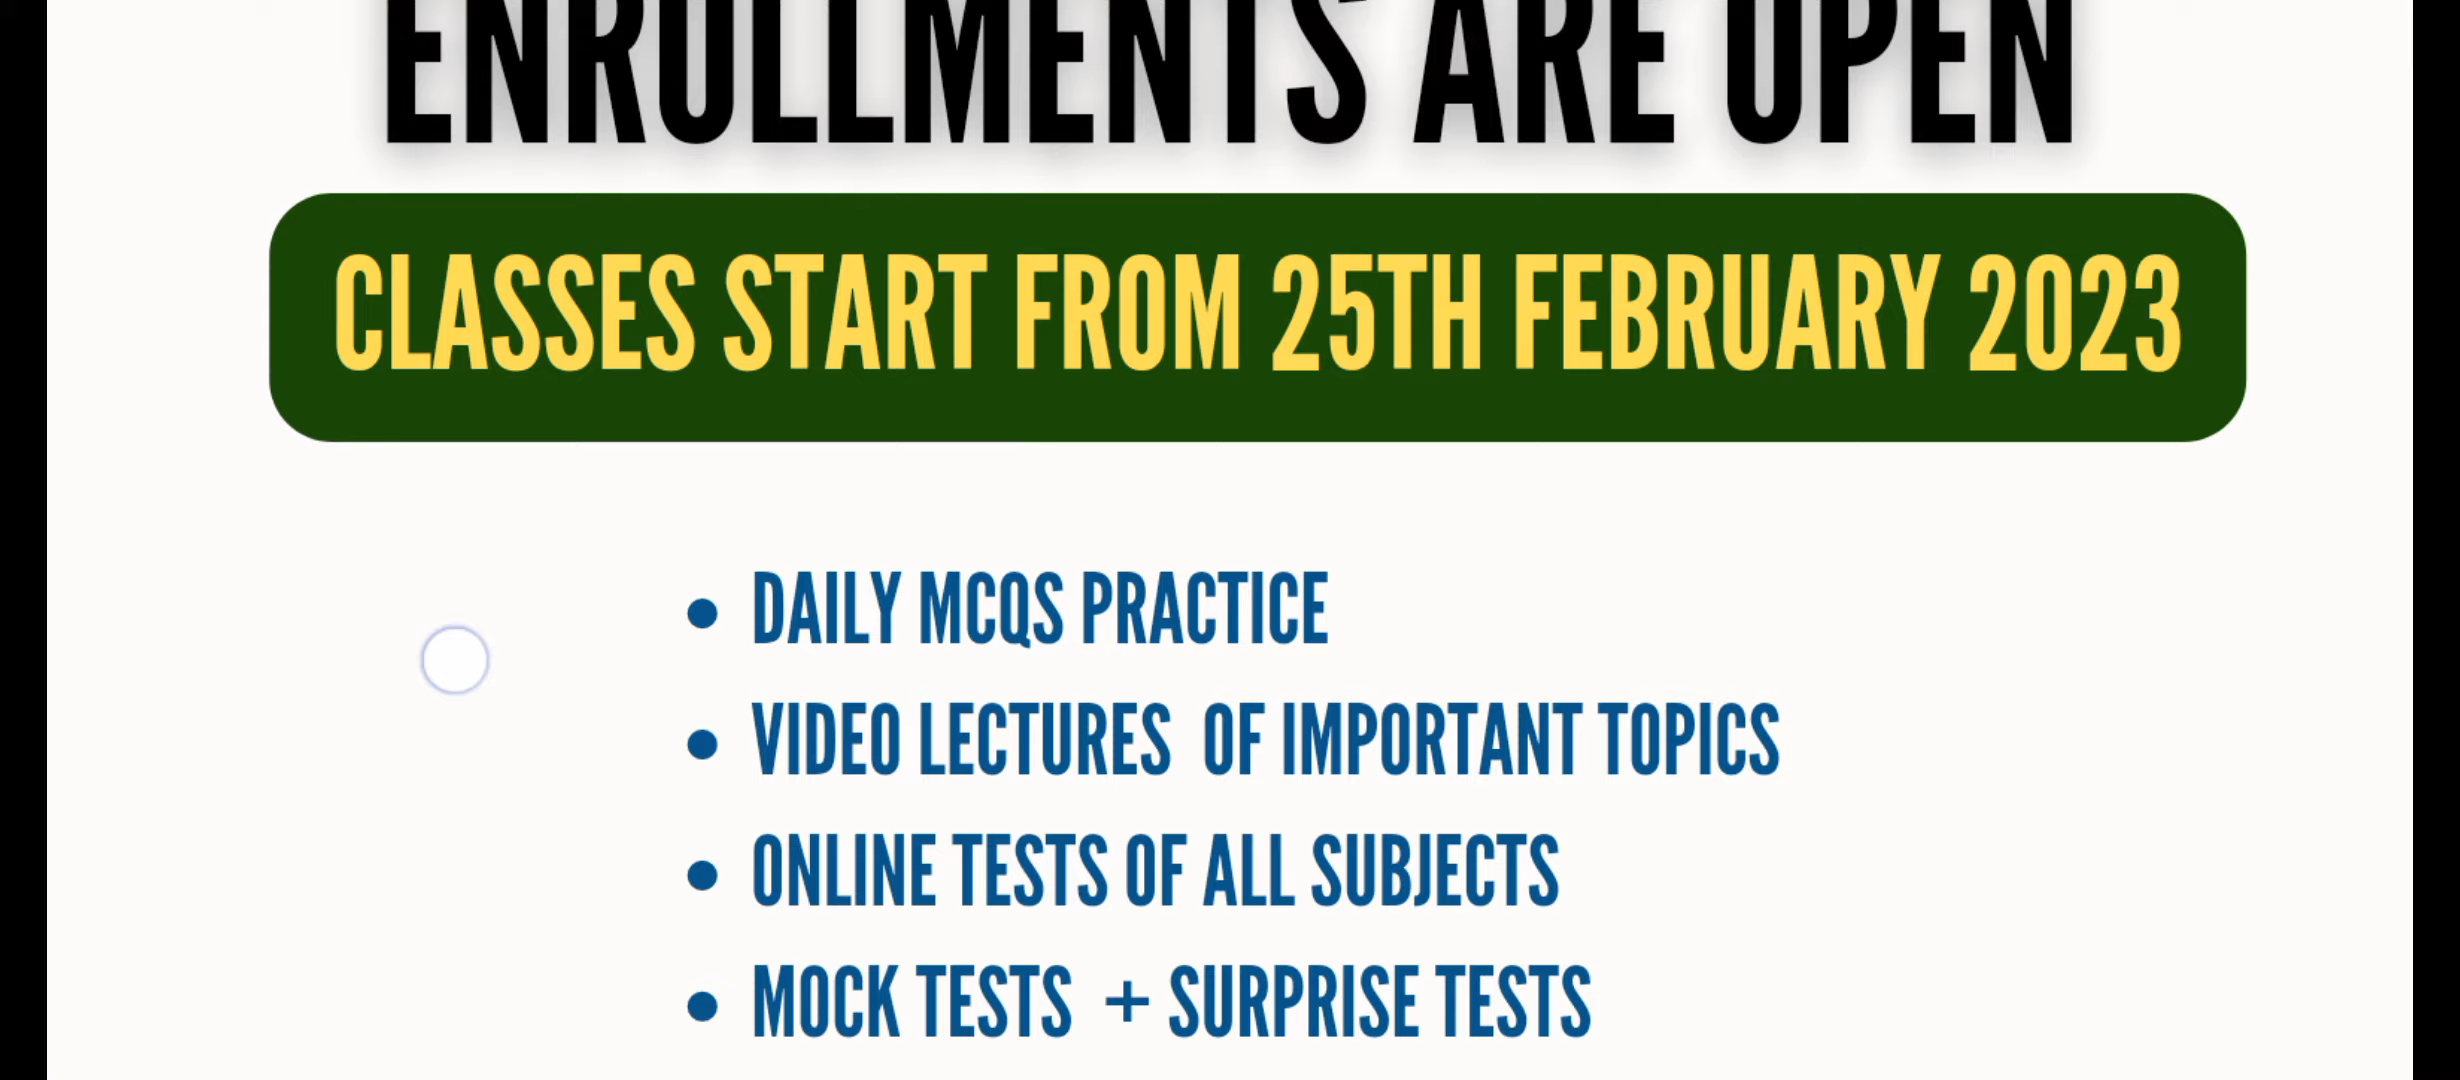 ENROLLMENTS ARE OPEN
CLASSES START FROM 25TH FEBRUARY 2023
• DAILY MCQS PRACTICE
• VIDEO LECTURES OF IMPORTANT TOPICS
• ONLINE TESTS OF ALL SUBJECTS
• MOCK TESTS + SURPRISE TESTS